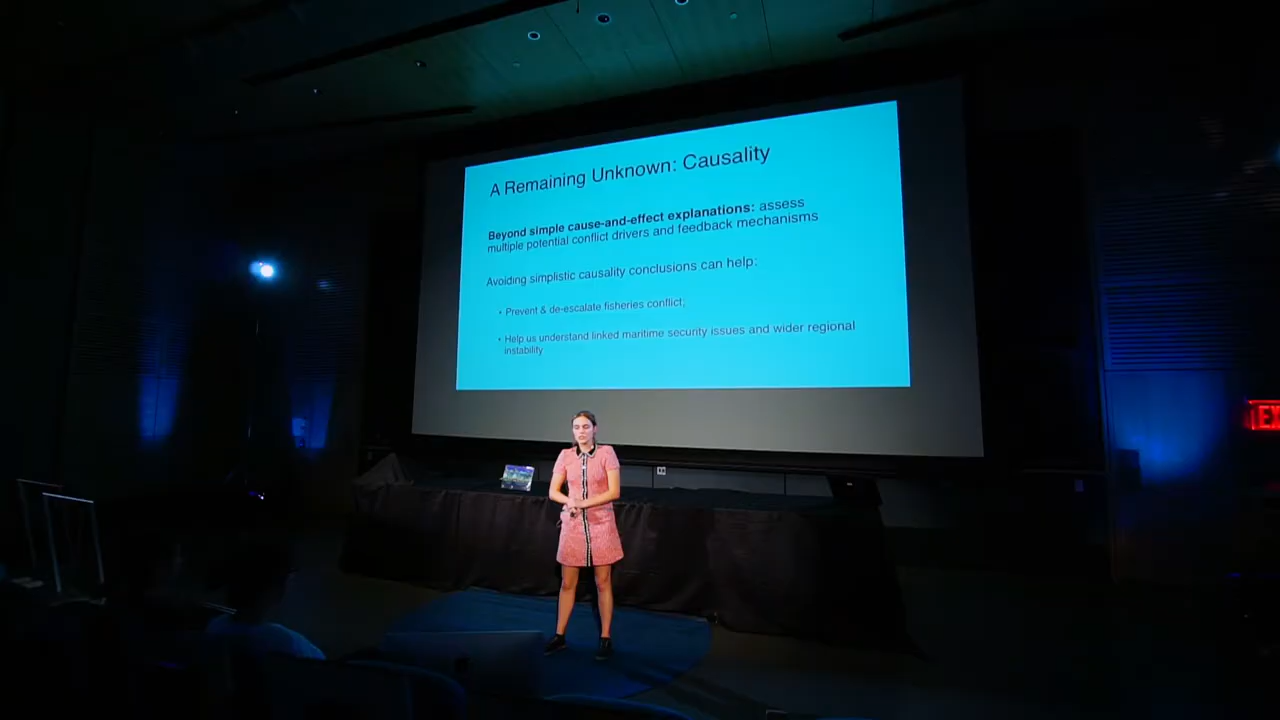 A Remaining Unknown: Causality
Beyond simple cause-and-effect explanations: assess
multiple potential conflict drivers and feedback mechanisms
Avoiding simplistic causality conclusions can help:
• Prevent & de-escalate fisheries conflict;
• Help us understand linked maritime security issues and wider regional
instability
EX